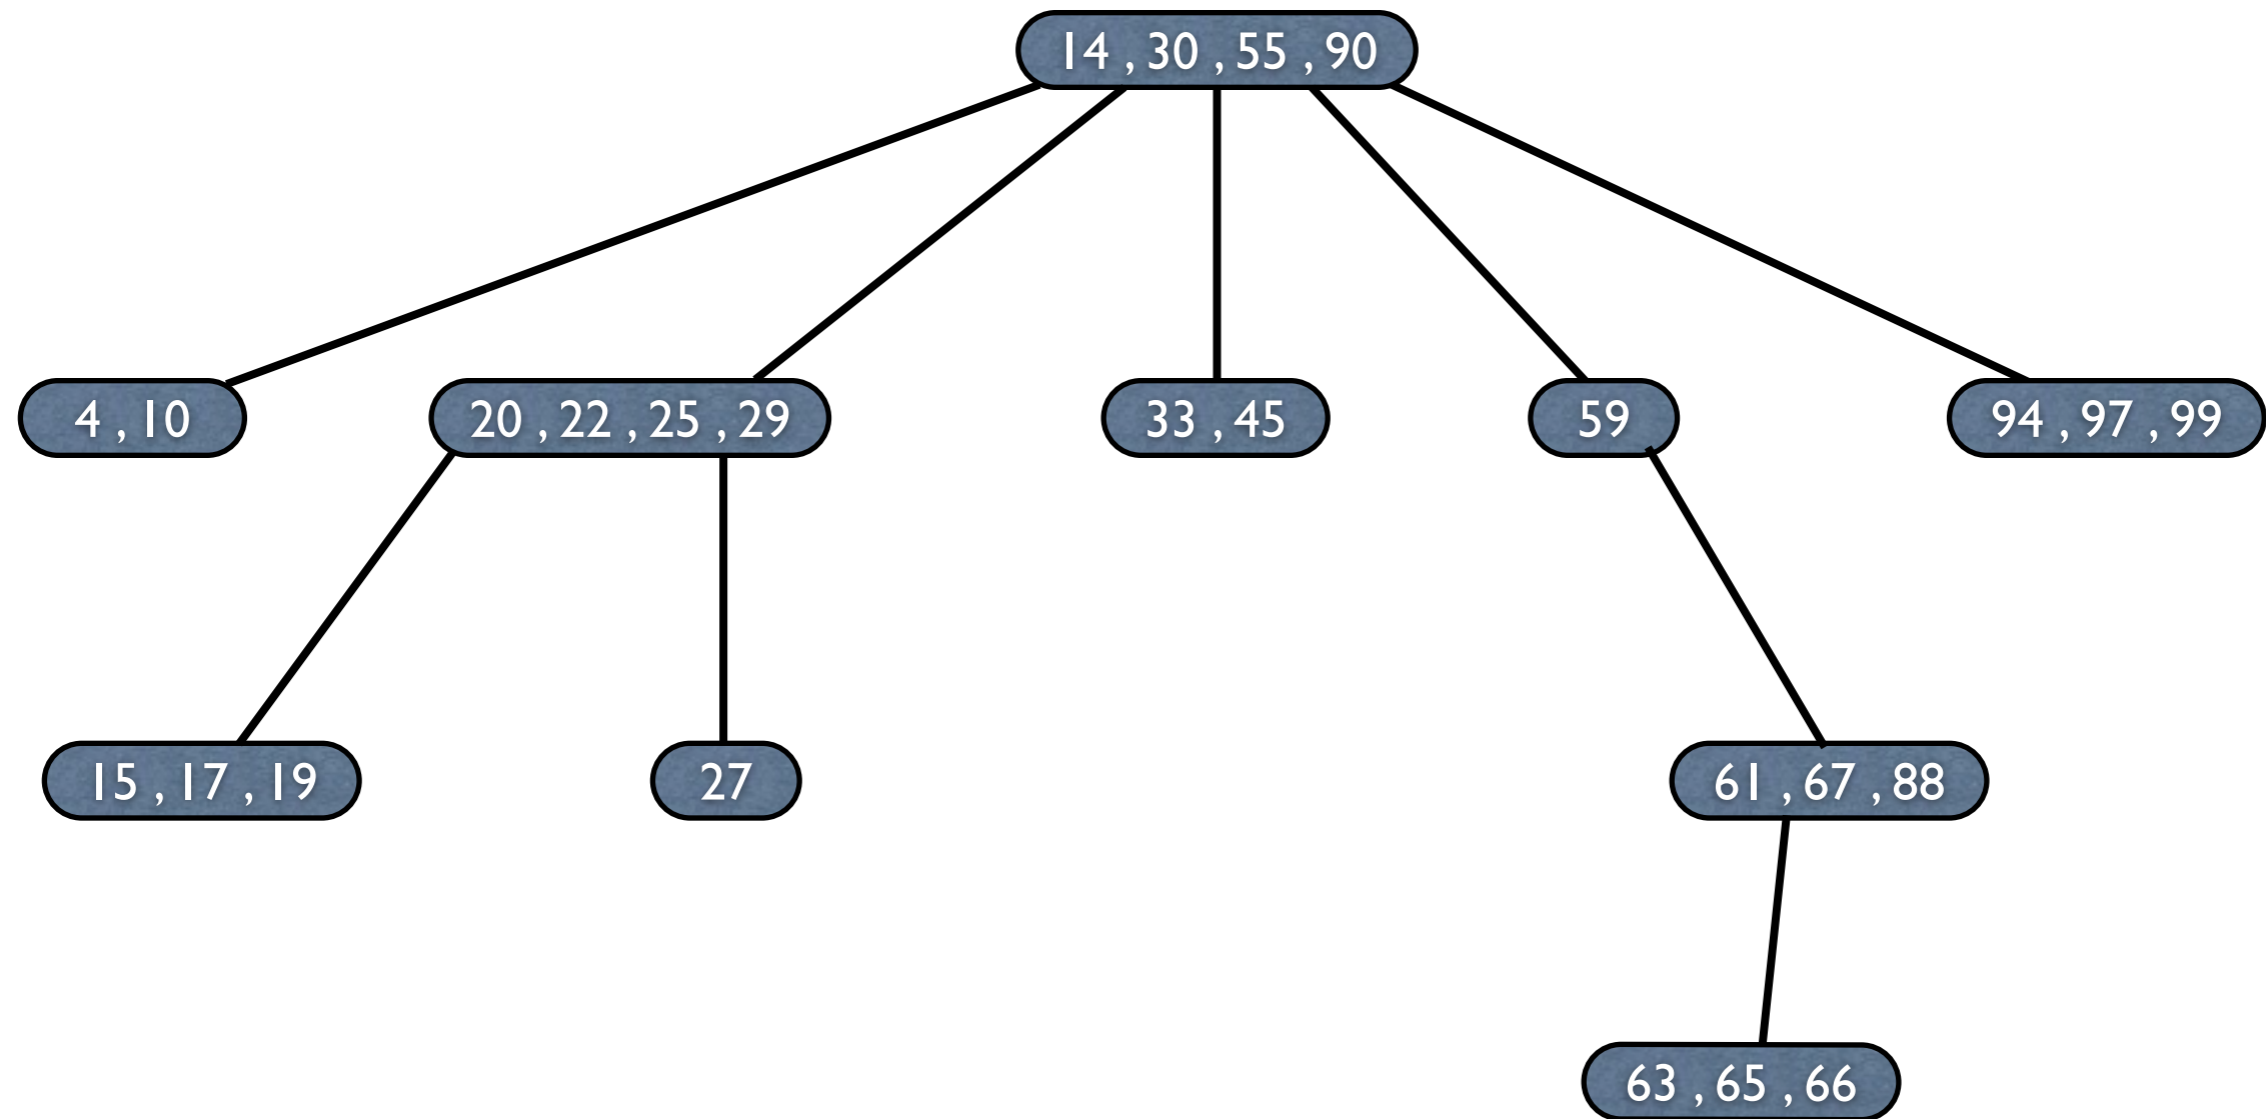 14 , 30 , 55 , 90
4 , 10
20 , 22 , 25 , 29
33 , 45
59
94 , 97 , 99
15 , 17 , 19
27
61 , 67 , 88
63 , 65 , 66